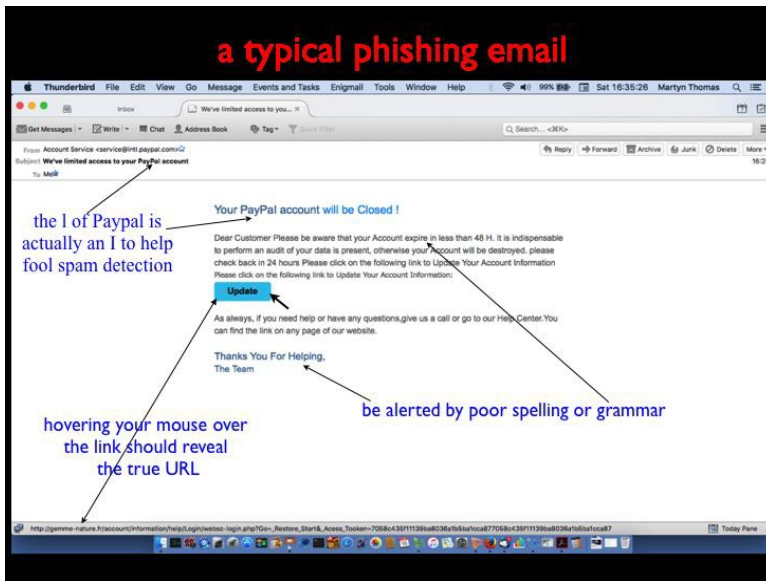 a typical phishing email
Thunderbird File Edit View Go Message Events and Tasks Enigmail Tools Window Help 99% Sat 16:35:26 Martyn Thomas
Inbox We've limited access to you... ×
Get Messages Write Chat Address Book Tag Quick Filter Search... <⌘K>
From Account Service <service@intl.paypal.com> Reply Forward Archive Junk Delete More
Subject We've limited access to your PayPal account
To Me
the l of Paypal is
actually an I to help
fool spam detection
Your PayPal account will be Closed !
Dear Customer Please be aware that your Account expire in less than 48 H. It is indispensable
to perform an audit of your data is present, otherwise your Account will be destroyed. please
check back in 24 hours Please click on the following link to Update Your Account Information
Please click on the following link to Update Your Account Information:
Update
As always, if you need help or have any questions,give us a call or go to our Help Center.You
can find the link on any page of our website.
Thanks You For Helping,
The Team
be alerted by poor spelling or grammar
hovering your mouse over
the link should reveal
the true URL
Today Pane